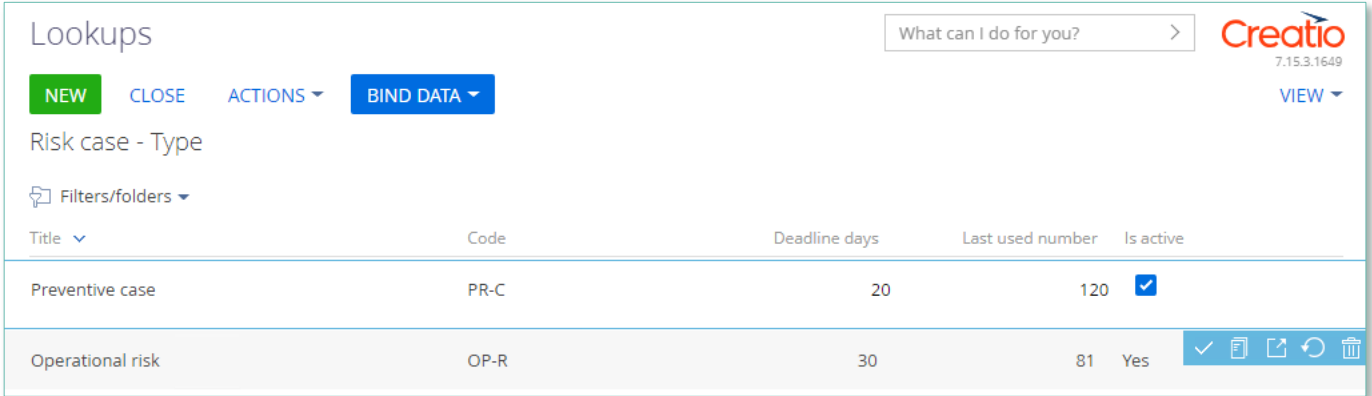 Lookups
What can I do for you?
Creatio
7.15.3.1649
NEW CLOSE ACTIONS BIND DATA VIEW
Risk case - Type
Filters/folders
Title Code Deadline days Last used number Is active
Preventive case PR-C 20 120
Operational risk OP-R 30 81 Yes